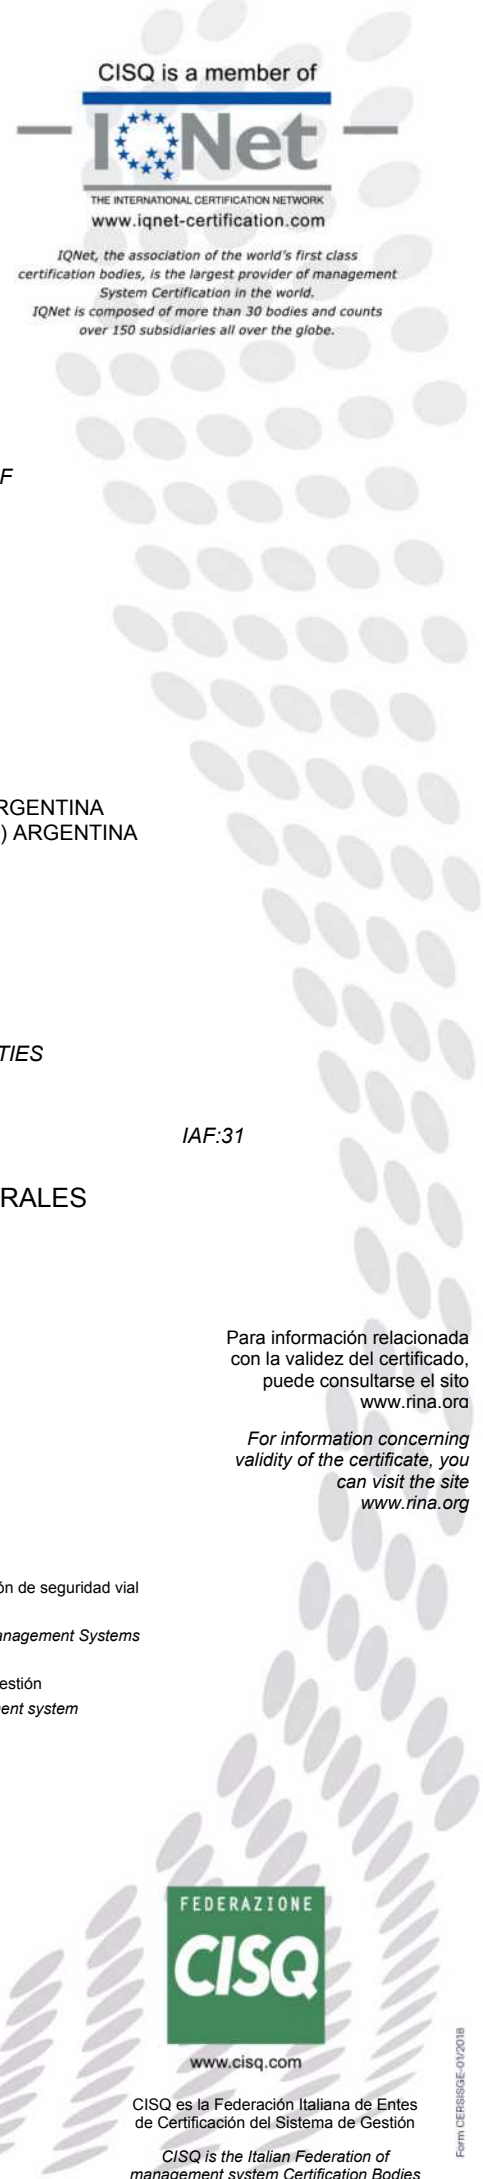 CISQ is a member of
IQNet
THE INTERNATIONAL CERTIFICATION NETWORK
www.iqnet-certification.com
IQNet, the association of the world's first class
certification bodies, is the largest provider of management
System Certification in the world.
IQNet is composed of more than 30 bodies and counts
over 150 subsidiaries all over the globe.
F
RGENTINA
) ARGENTINA
TIES
IAF:31
RALES
Para información relacionada
con la validez del certificado,
puede consultarse el sito
www.rina.org
For information concerning
validity of the certificate, you
can visit the site
www.rina.org
ón de seguridad vial
anagement Systems
estión
ent system
FEDERAZIONE
CISQ
www.cisq.com
CISQ es la Federación Italiana de Entes
de Certificación del Sistema de Gestión
CISQ is the Italian Federation of
management system Certification Bodies
Form CERSISGE-01/2018